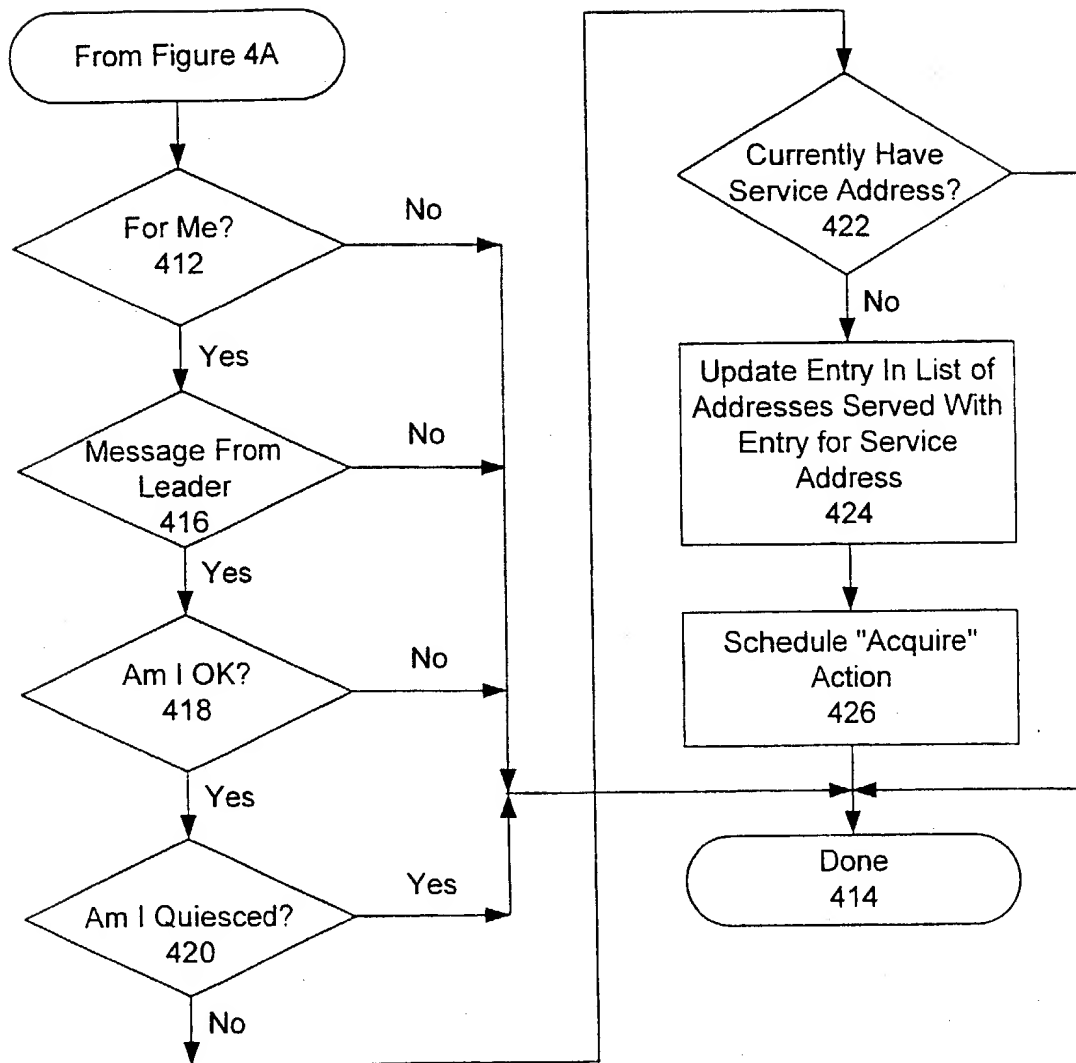 From Figure 4A
For Me?
412
No
Yes
Message From
Leader
416
No
Yes
Am I OK?
418
No
Yes
Am I Quiesced?
420
Yes
No
Currently Have
Service Address?
422
No
Update Entry In List of
Addresses Served With
Entry for Service
Address
424
Schedule "Acquire"
Action
426
Done
414